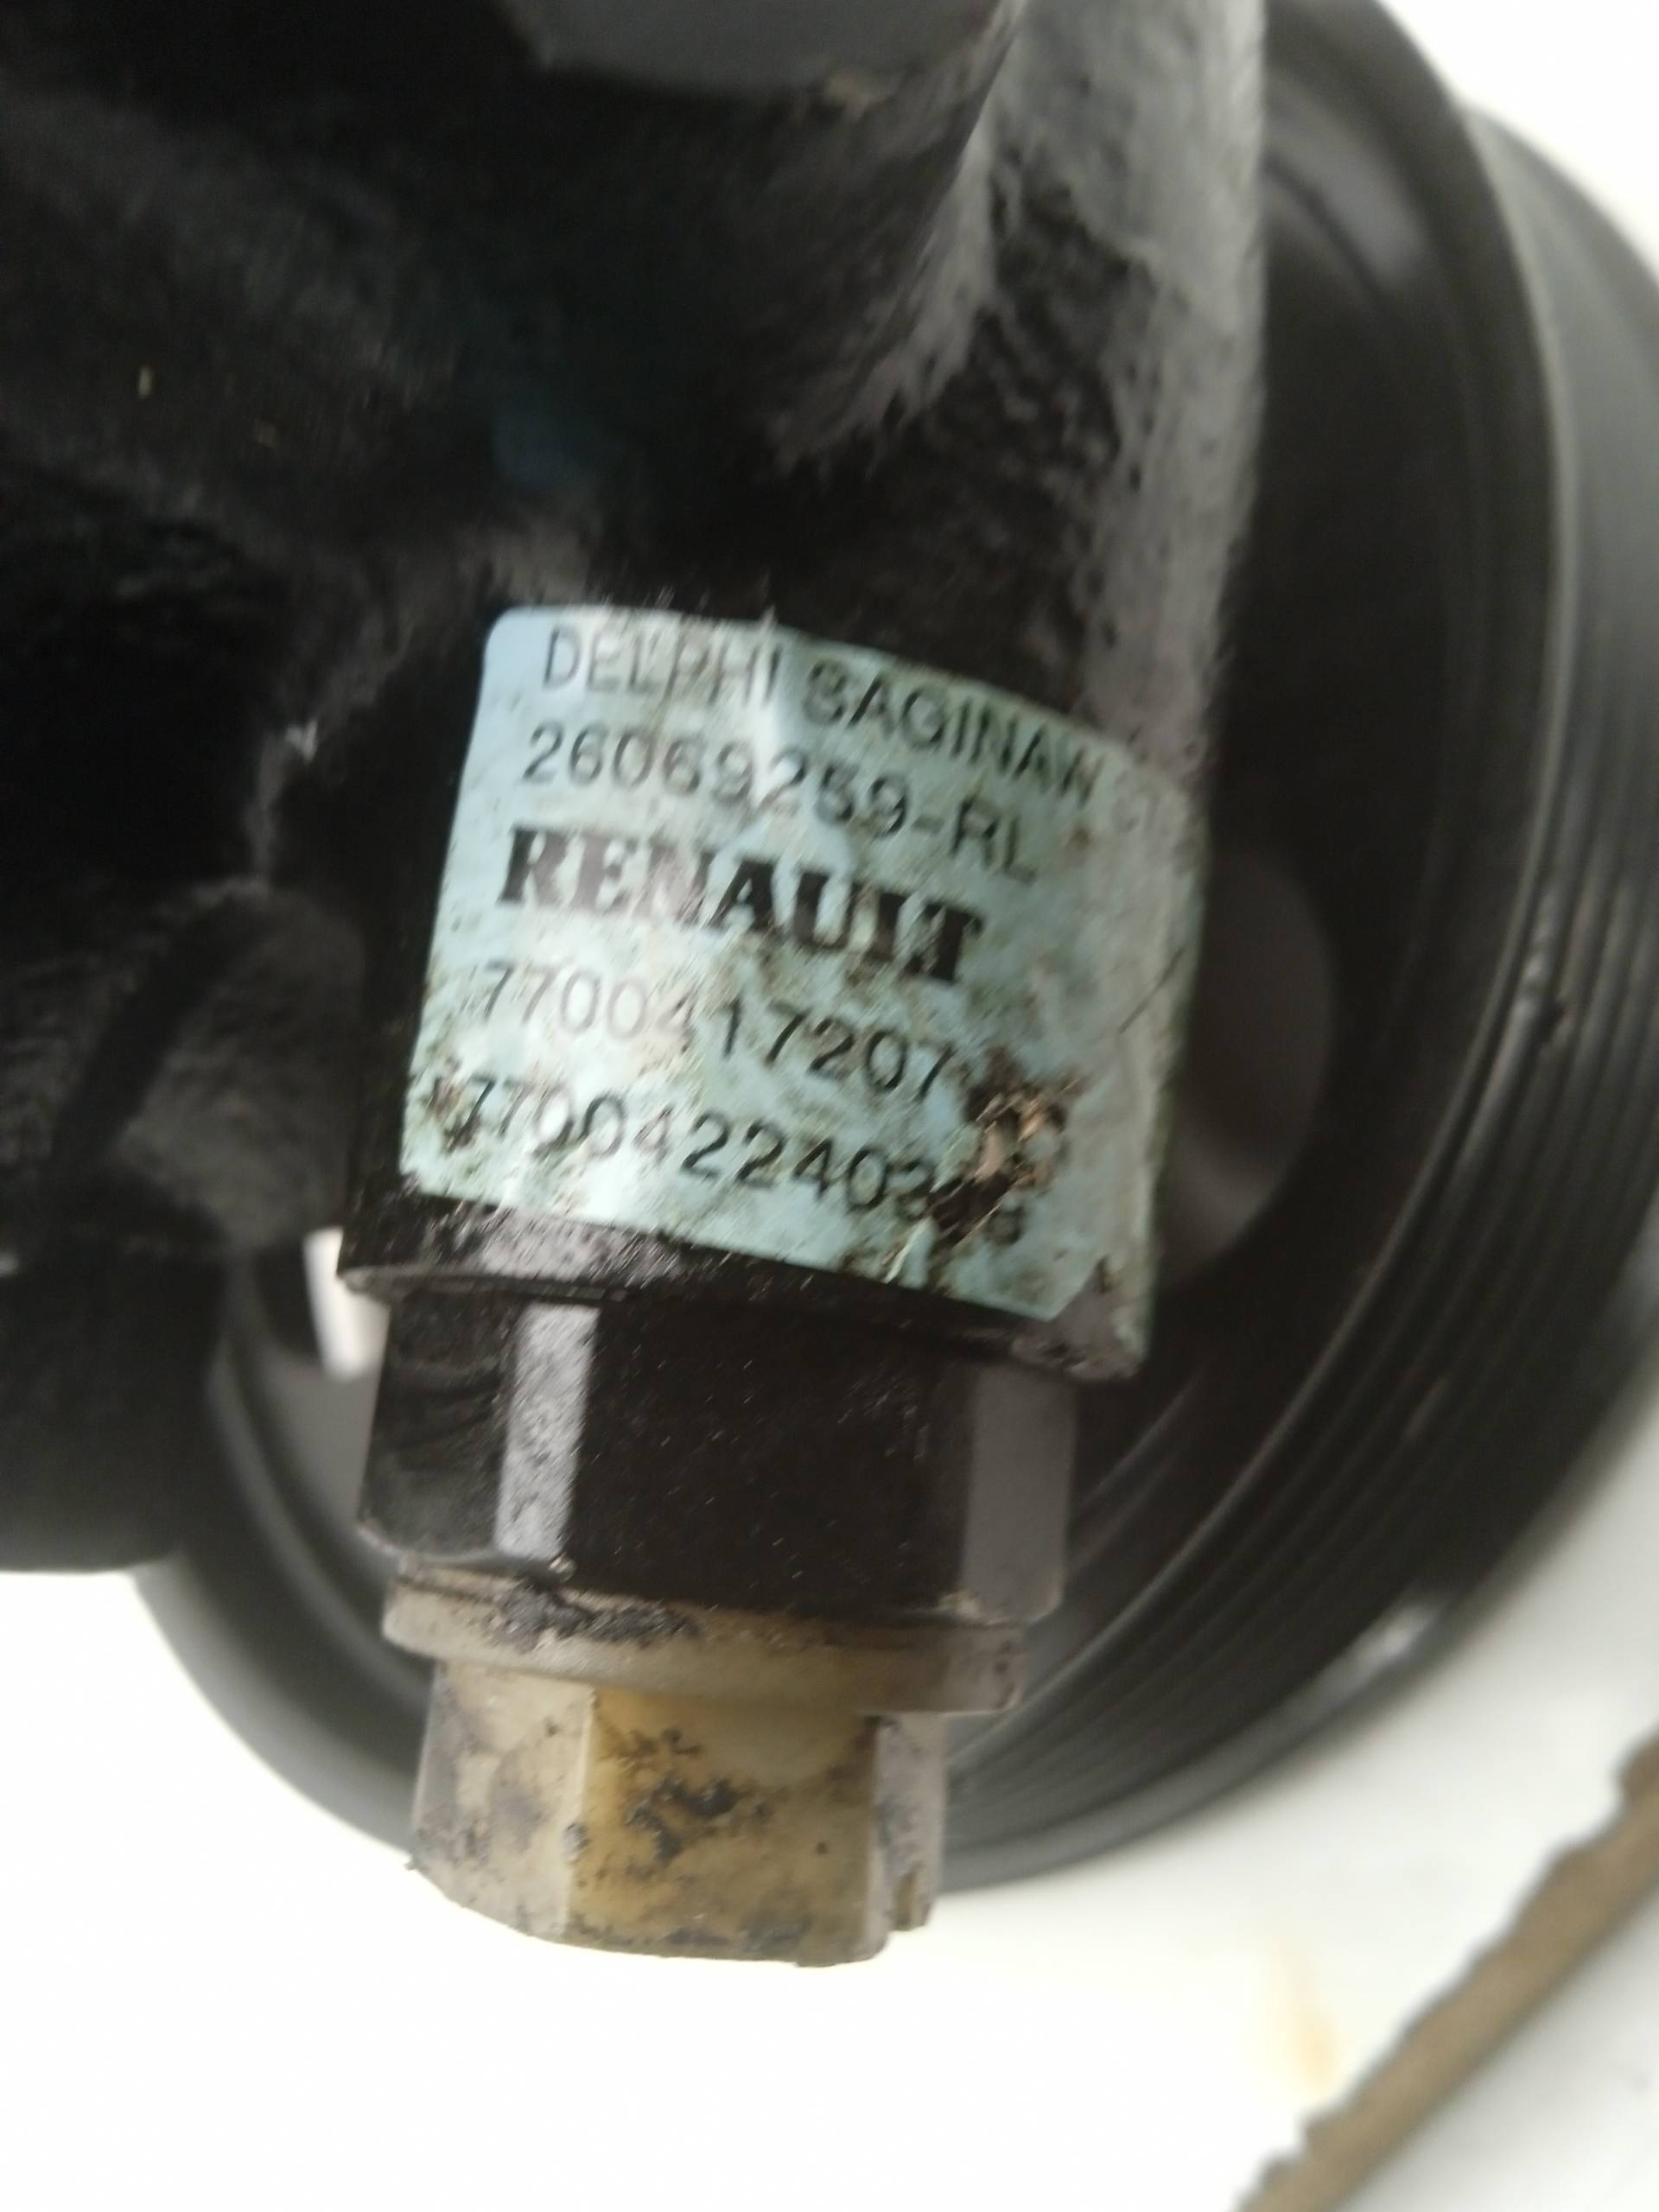 DELPHI SAGINAW
26069259-RL
RENAULT
7700417207
7700422403